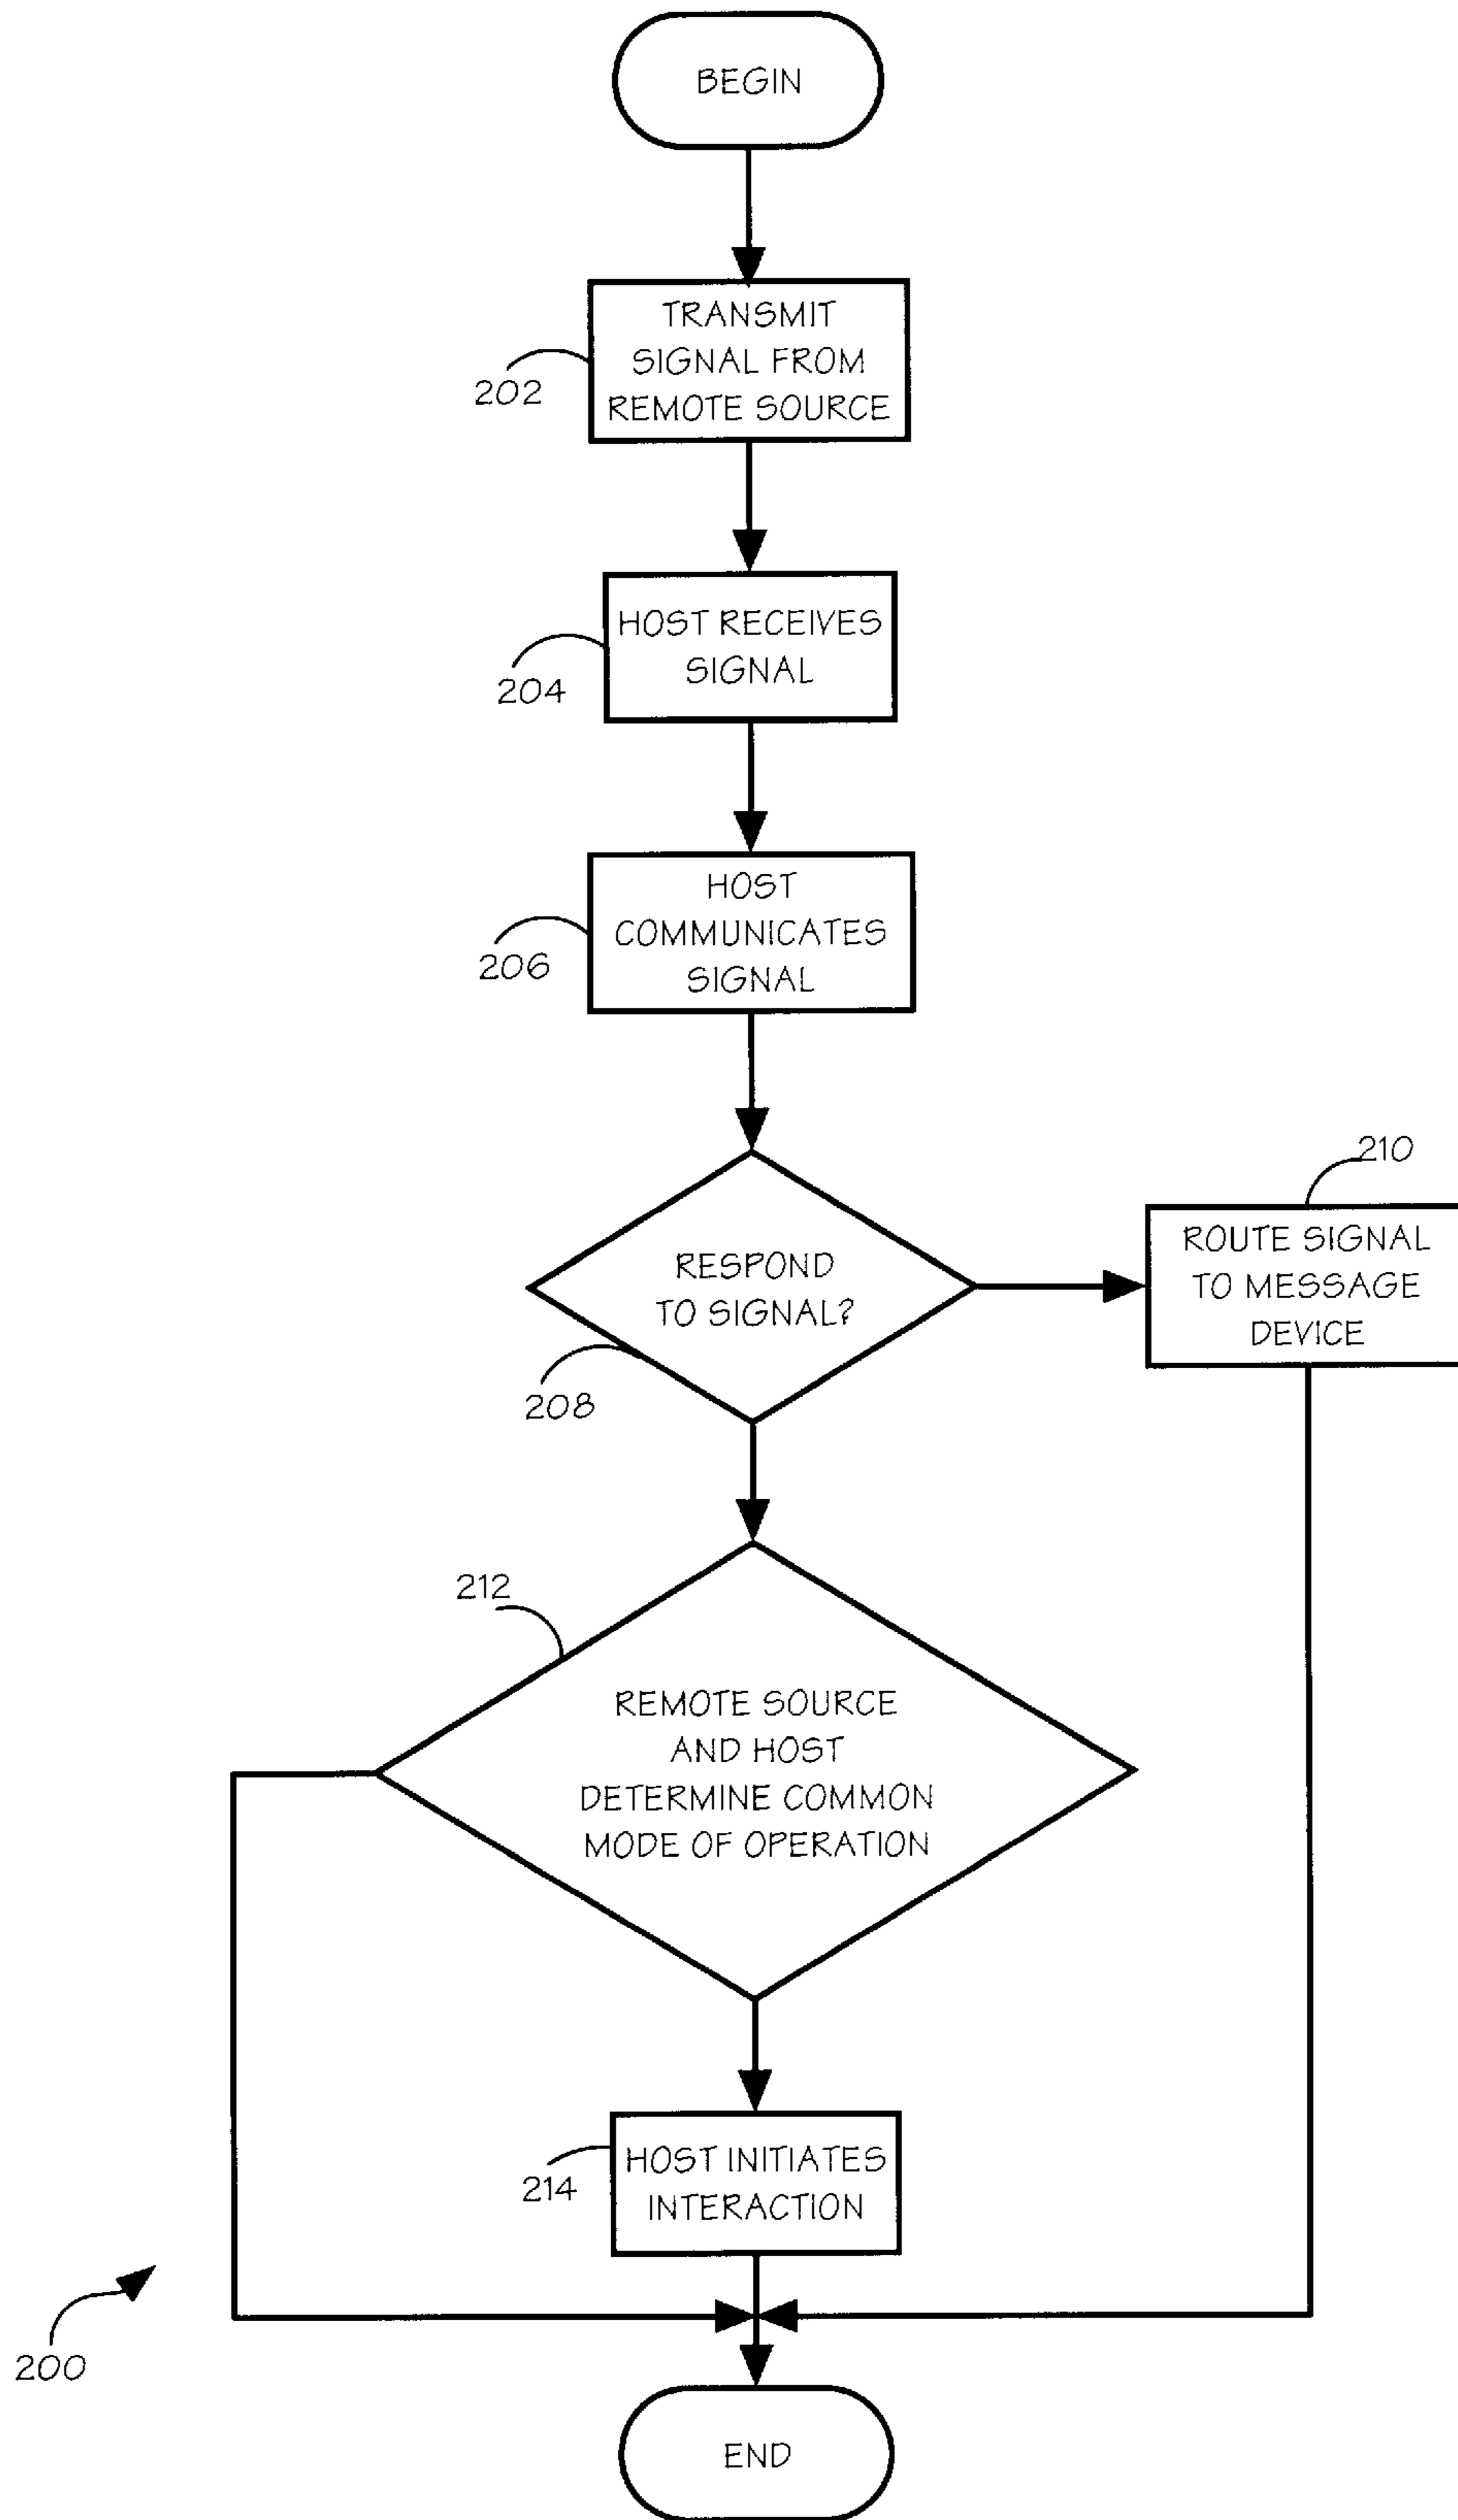 BEGIN
TRANSMIT
SIGNAL FROM
REMOTE SOURCE
202
HOST RECEIVES
SIGNAL
204
HOST
COMMUNICATES
SIGNAL
206
210
ROUTE SIGNAL
TO MESSAGE
DEVICE
RESPOND
TO SIGNAL?
208
212
REMOTE SOURCE
AND HOST
DETERMINE COMMON
MODE OF OPERATION
HOST INITIATES
INTERACTION
214
200
END